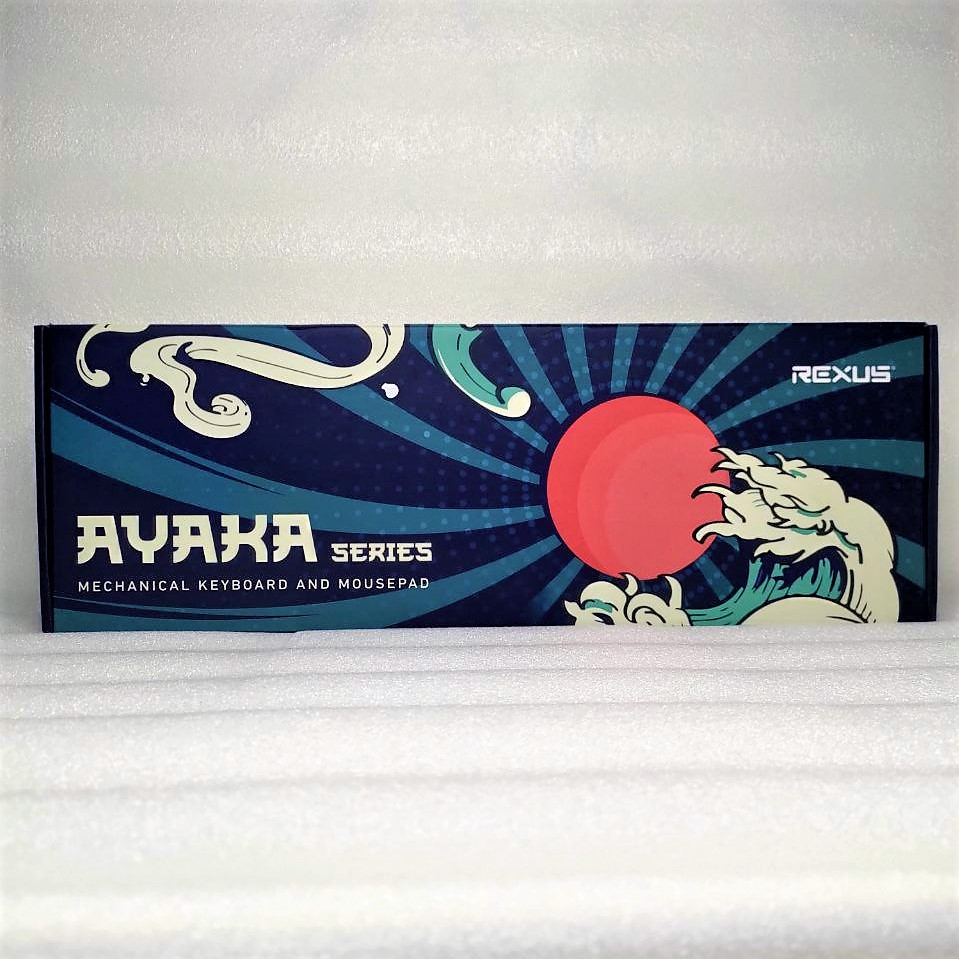 REXUS
AYAKA SERIES
MECHANICAL KEYBOARD AND MOUSEPAD